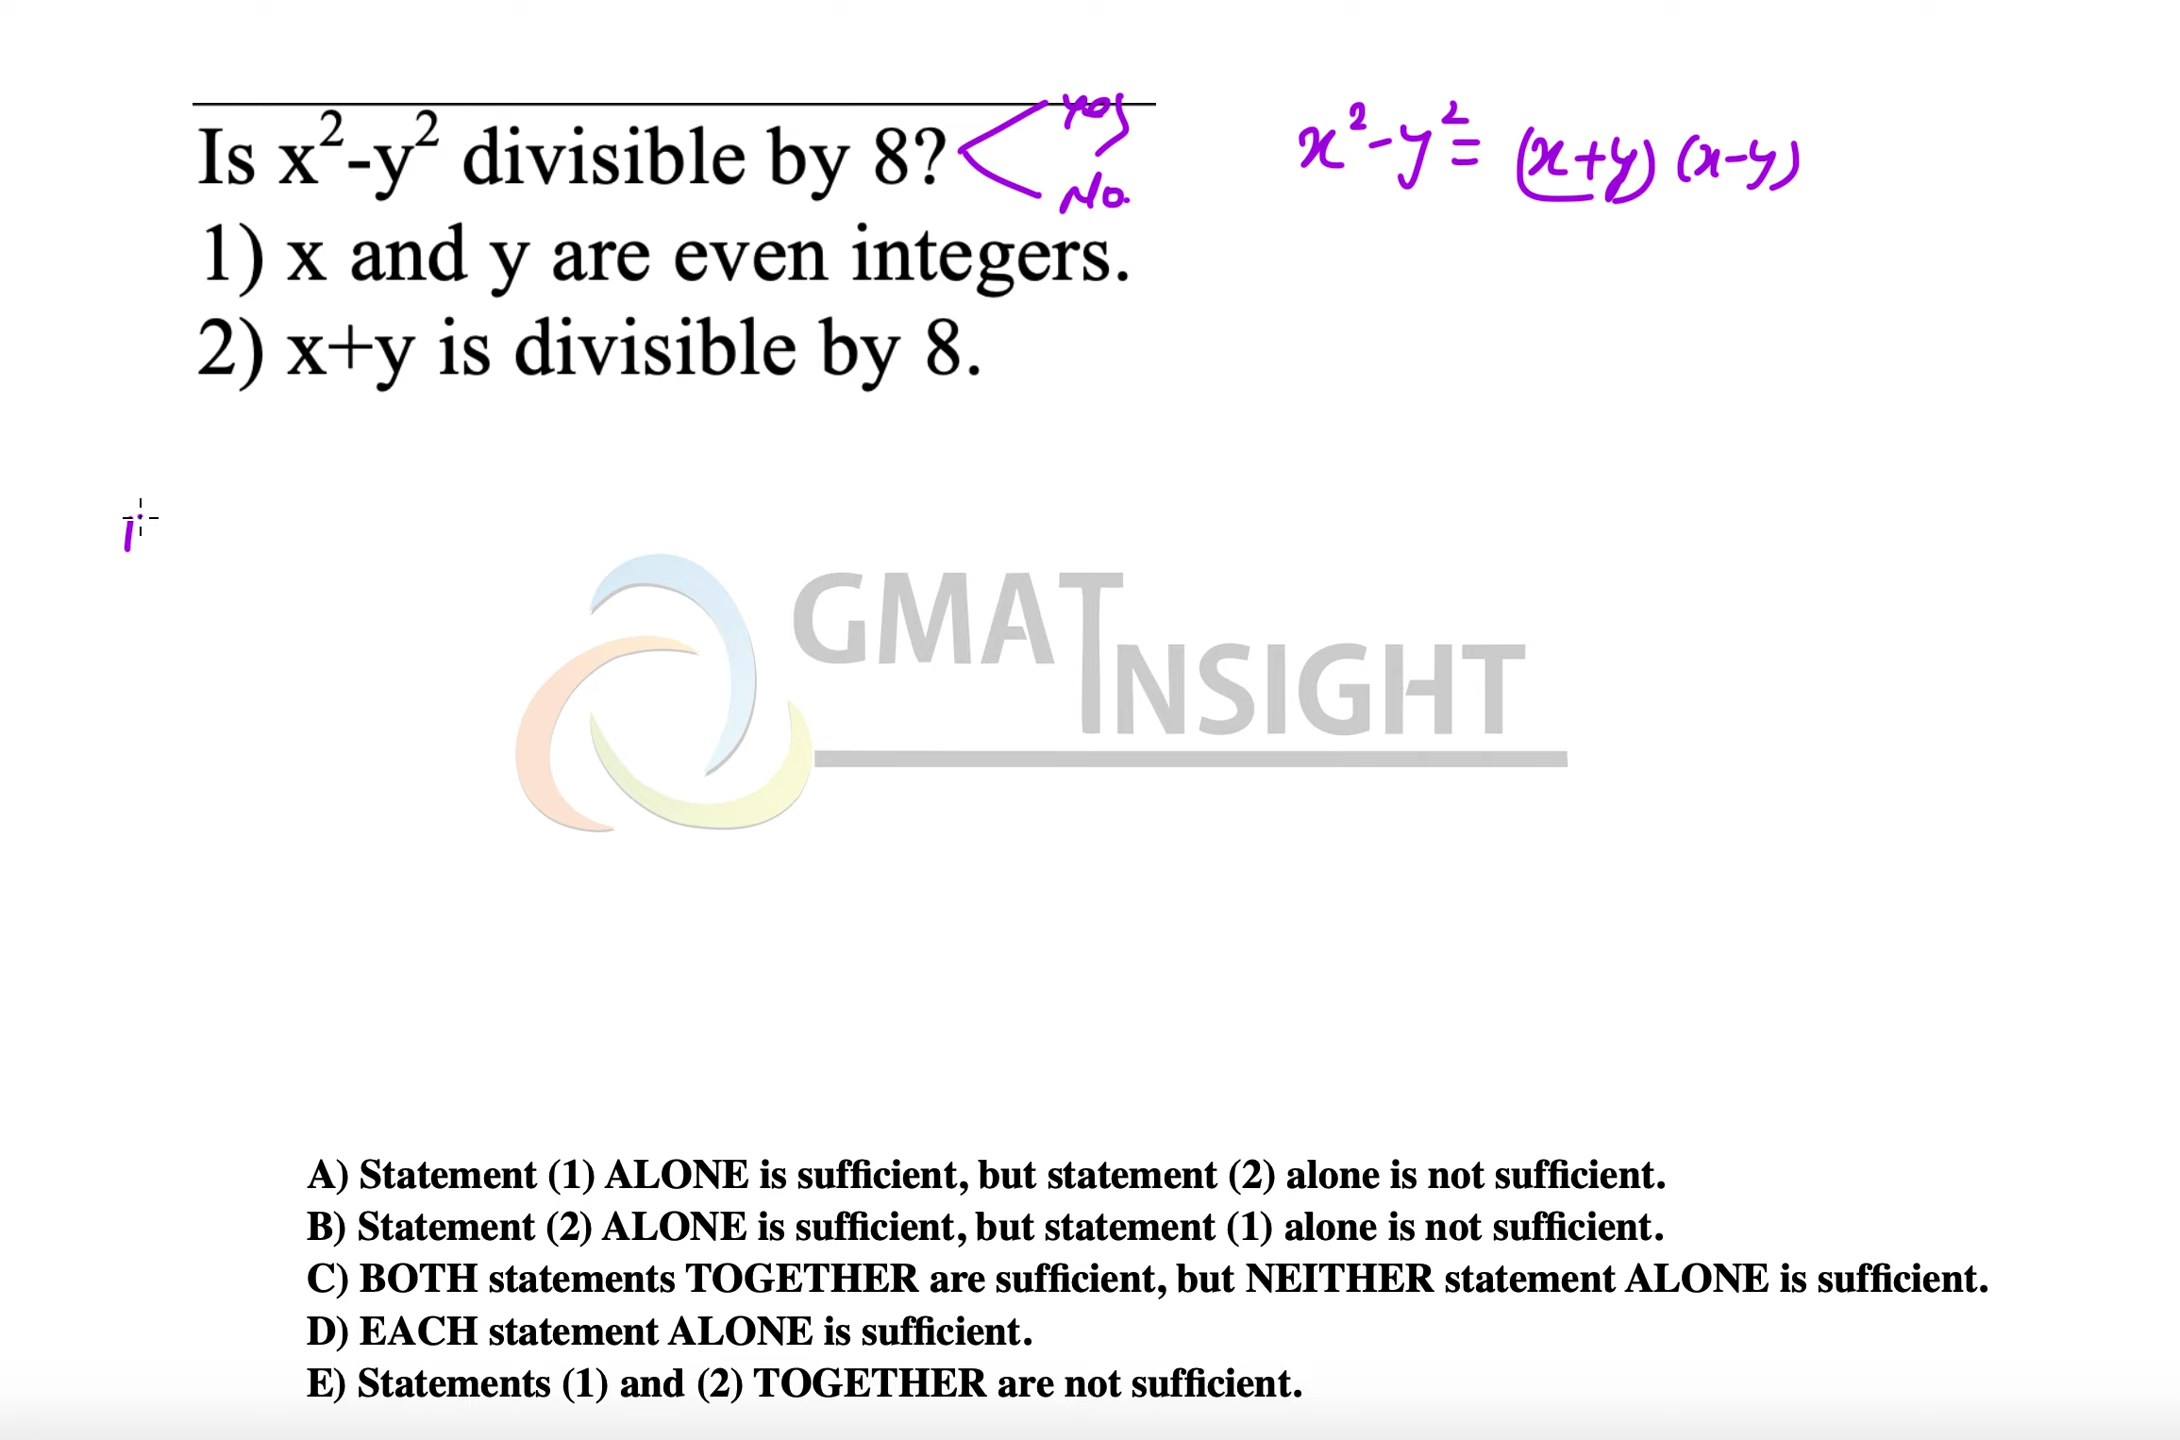 Is x²-y² divisible by 8? Yes No.
x²-y² = (x+y) (x-y)
1) x and y are even integers.
2) x+y is divisible by 8.
GMAT INSIGHT
A) Statement (1) ALONE is sufficient, but statement (2) alone is not sufficient.
B) Statement (2) ALONE is sufficient, but statement (1) alone is not sufficient.
C) BOTH statements TOGETHER are sufficient, but NEITHER statement ALONE is sufficient.
D) EACH statement ALONE is sufficient.
E) Statements (1) and (2) TOGETHER are not sufficient.